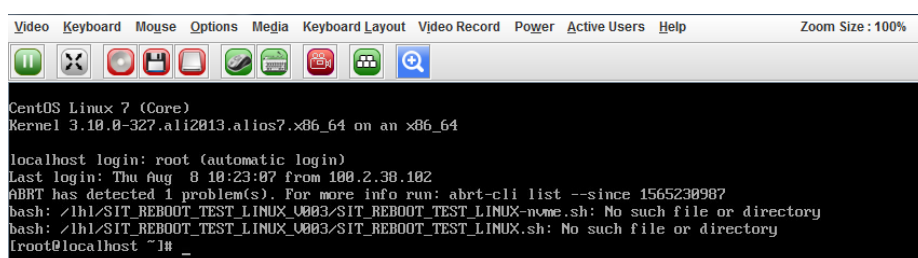 Video Keyboard Mouse Options Media Keyboard Layout Video Record Power Active Users Help Zoom Size : 100%
CentOS Linux 7 (Core)
Kernel 3.10.0-327.ali2013.alios7.x86_64 on an x86_64
localhost login: root (automatic login)
Last login: Thu Aug  8 10:23:07 from 100.2.38.102
ABRT has detected 1 problem(s). For more info run: abrt-cli list --since 1565230987
bash: /lhl/SIT_REBOOT_TEST_LINUX_V003/SIT_REBOOT_TEST_LINUX-nvme.sh: No such file or directory
bash: /lhl/SIT_REBOOT_TEST_LINUX_V003/SIT_REBOOT_TEST_LINUX.sh: No such file or directory
[root@localhost ~]# _